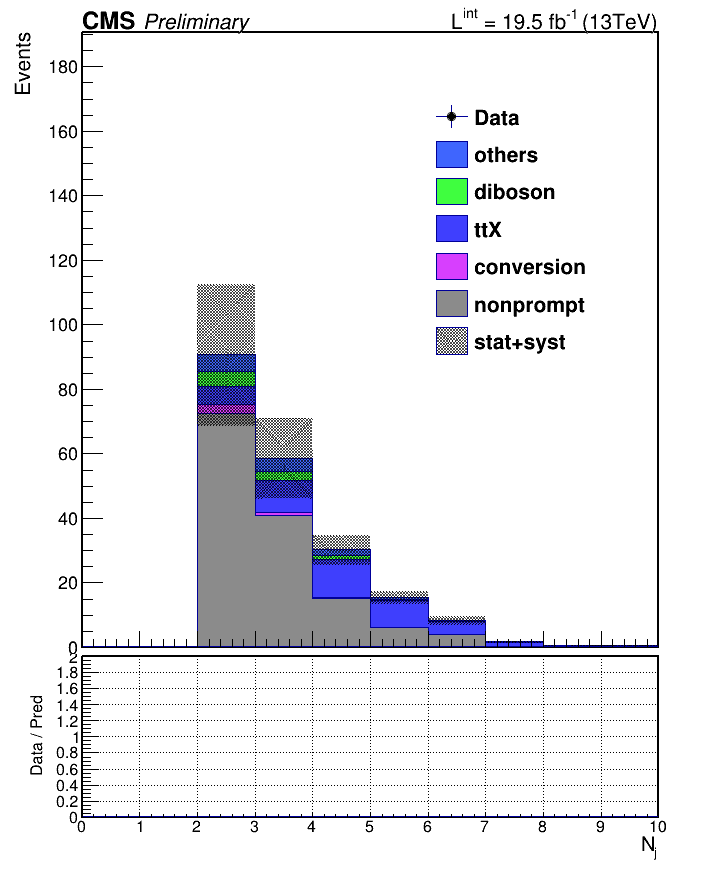 CMS Preliminary L^int = 19.5 fb^-1 (13TeV)
Events
180
160
140
120
100
80
60
40
20
0
Data
others
diboson
ttX
conversion
nonprompt
stat+syst
Data / Pred
2
1.8
1.6
1.4
1.2
1
0.8
0.6
0.4
0.2
0
0 1 2 3 4 5 6 7 8 9 10
N_j